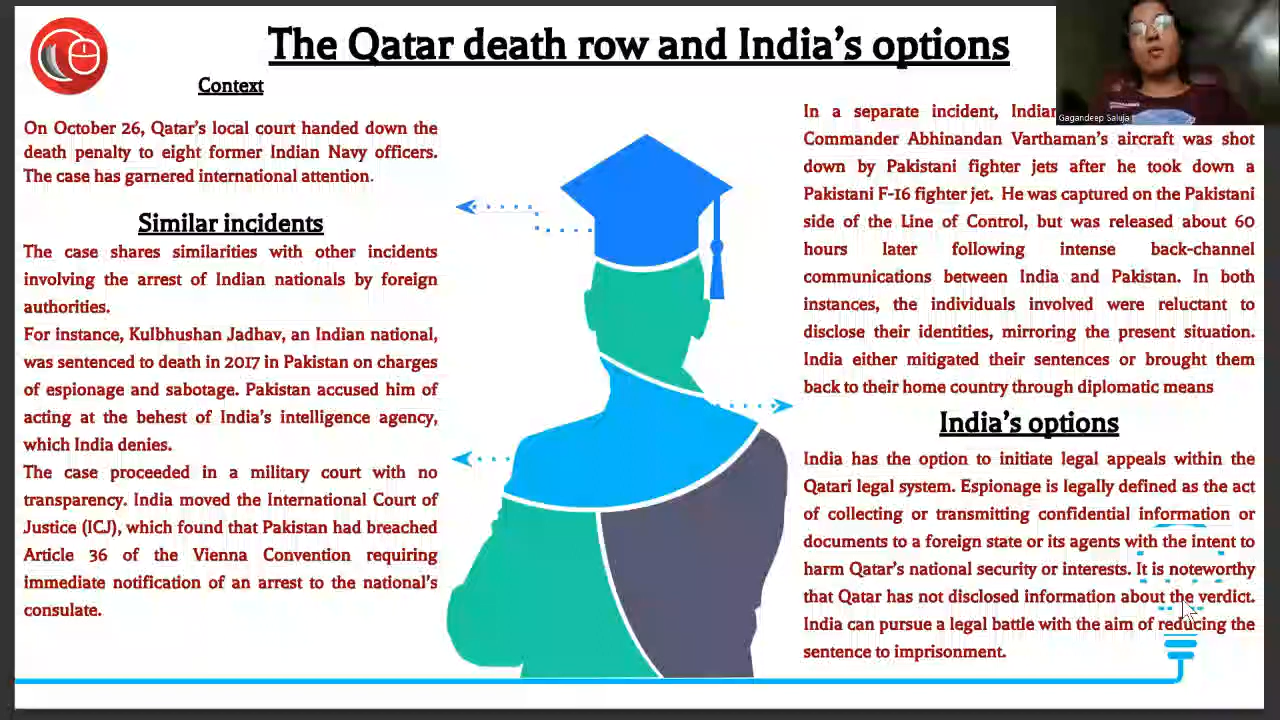 The Qatar death row and India's options
Context
On October 26, Qatar's local court handed down the
death penalty to eight former Indian Navy officers.
The case has garnered international attention.
Similar incidents
The case shares similarities with other incidents
involving the arrest of Indian nationals by foreign
authorities.
For instance, Kulbhushan Jadhav, an Indian national,
was sentenced to death in 2017 in Pakistan on charges
of espionage and sabotage. Pakistan accused him of
acting at the behest of India's intelligence agency,
which India denies.
The case proceeded in a military court with no
transparency. India moved the International Court of
Justice (ICJ), which found that Pakistan had breached
Article 36 of the Vienna Convention requiring
immediate notification of an arrest to the national's
consulate.
In a separate incident, Indian
Commander Abhinandan Varthaman's aircraft was shot
down by Pakistani fighter jets after he took down a
Pakistani F-16 fighter jet. He was captured on the Pakistani
side of the Line of Control, but was released about 60
hours later following intense back-channel
communications between India and Pakistan. In both
instances, the individuals involved were reluctant to
disclose their identities, mirroring the present situation.
India either mitigated their sentences or brought them
back to their home country through diplomatic means
India's options
India has the option to initiate legal appeals within the
Qatari legal system. Espionage is legally defined as the act
of collecting or transmitting confidential information or
documents to a foreign state or its agents with the intent to
harm Qatar's national security or interests. It is noteworthy
that Qatar has not disclosed information about the verdict.
India can pursue a legal battle with the aim of reducing the
sentence to imprisonment.
Gagandeep Saluja